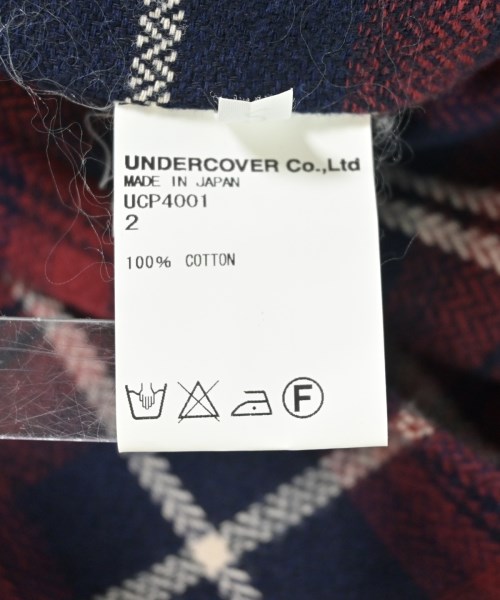 UNDERCOVER Co.,Ltd
MADE IN JAPAN
UCP4001
2
100% COTTON
F